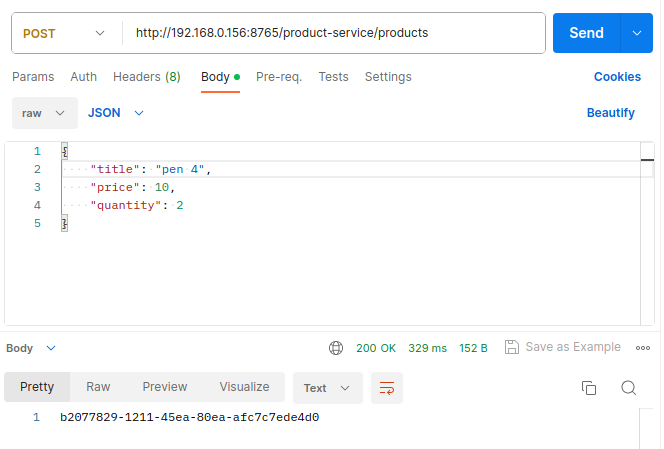 POST http://192.168.0.156:8765/product-service/products Send
Params Auth Headers (8) Body Pre-req. Tests Settings Cookies
raw JSON Beautify
1 {
2 "title": "pen 4",
3 "price": 10,
4 "quantity": 2
5 }
Body 200 OK 329 ms 152 B Save as Example
Pretty Raw Preview Visualize Text
1 b2077829-1211-45ea-80ea-afc7c7ede4d0